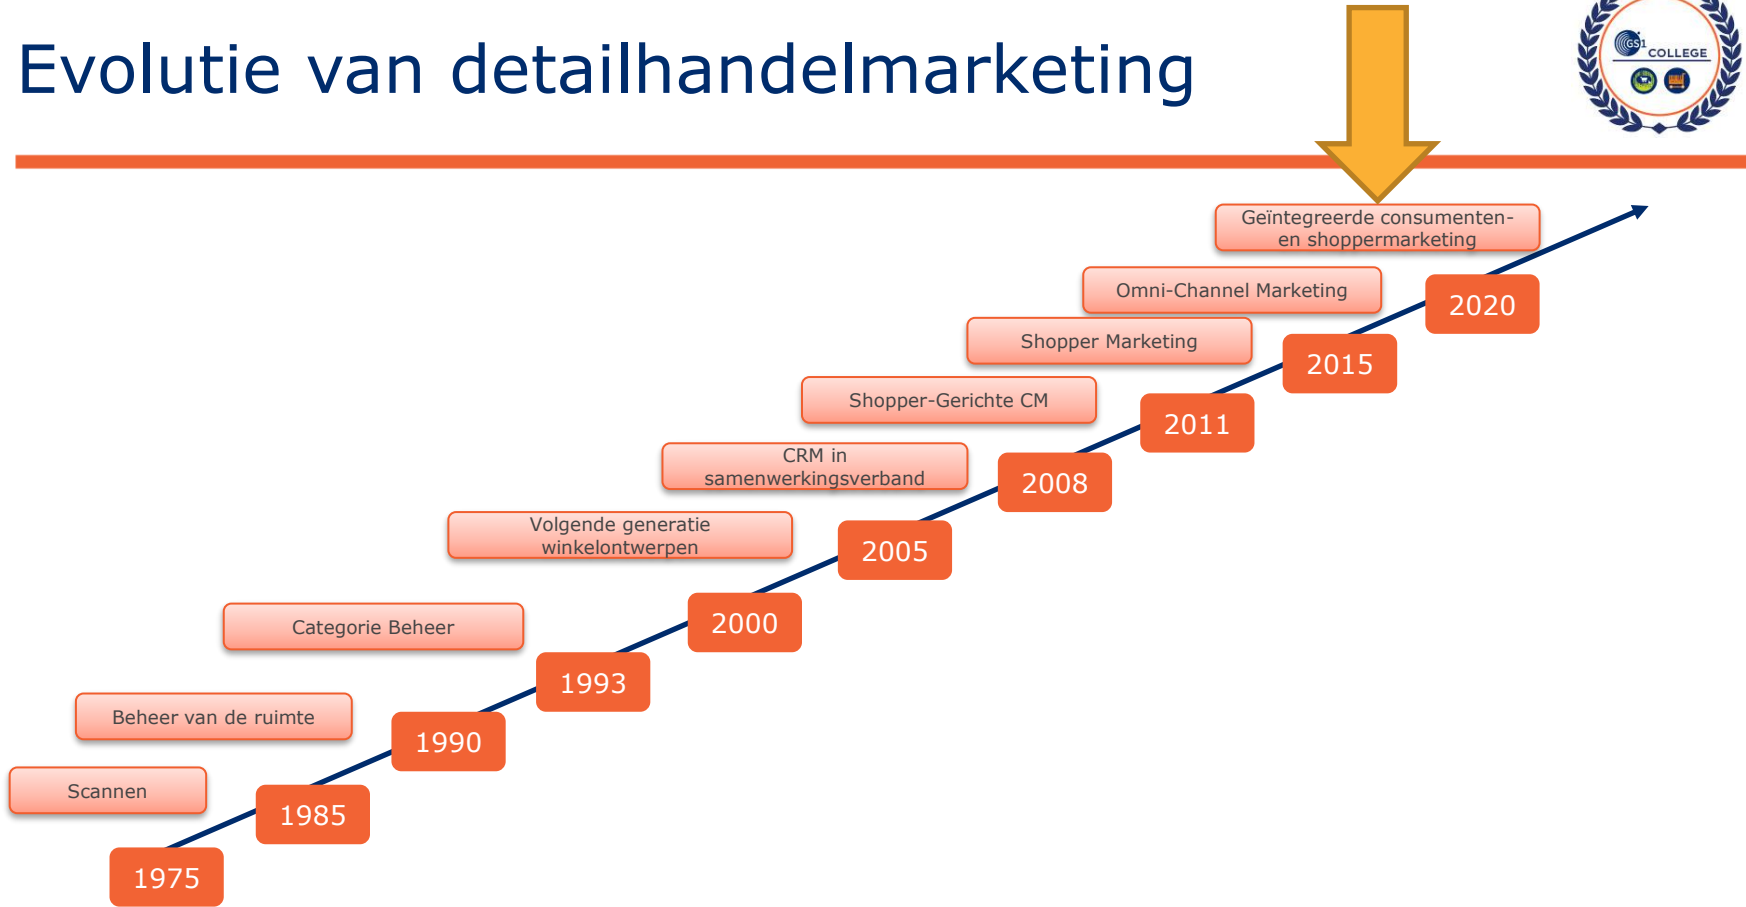 Evolutie van detailhandelmarketing
GS1
COLLEGE
Geïntegreerde consumenten-
en shoppermarketing
Omni-Channel Marketing
2020
Shopper Marketing
2015
Shopper-Gerichte CM
2011
CRM in
samenwerkingsverband
2008
Volgende generatie
winkelontwerpen
2005
Categorie Beheer
2000
1993
Beheer van de ruimte
1990
Scannen
1985
1975